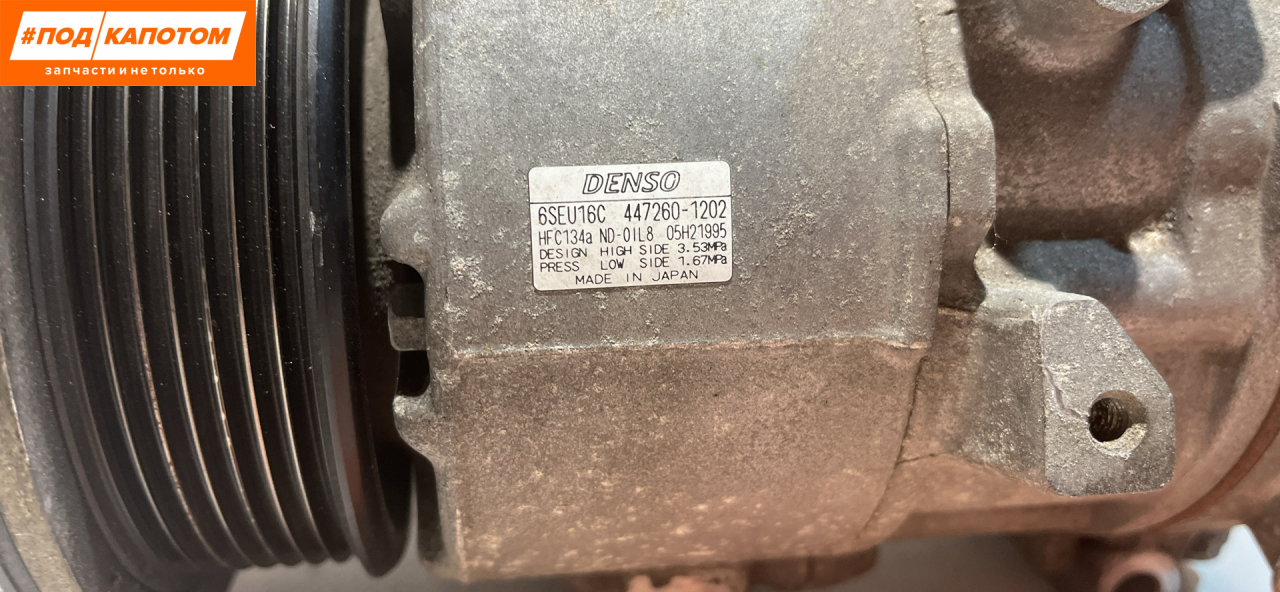 #ПОД/КАПОТОМ
запчасти и не только
DENSO
6SEU16C 447260-1202
HFC134a ND-OIL8 05H21995
DESIGN HIGH SIDE 3.53MPa
PRESS LOW SIDE 1.67MPa
MADE IN JAPAN